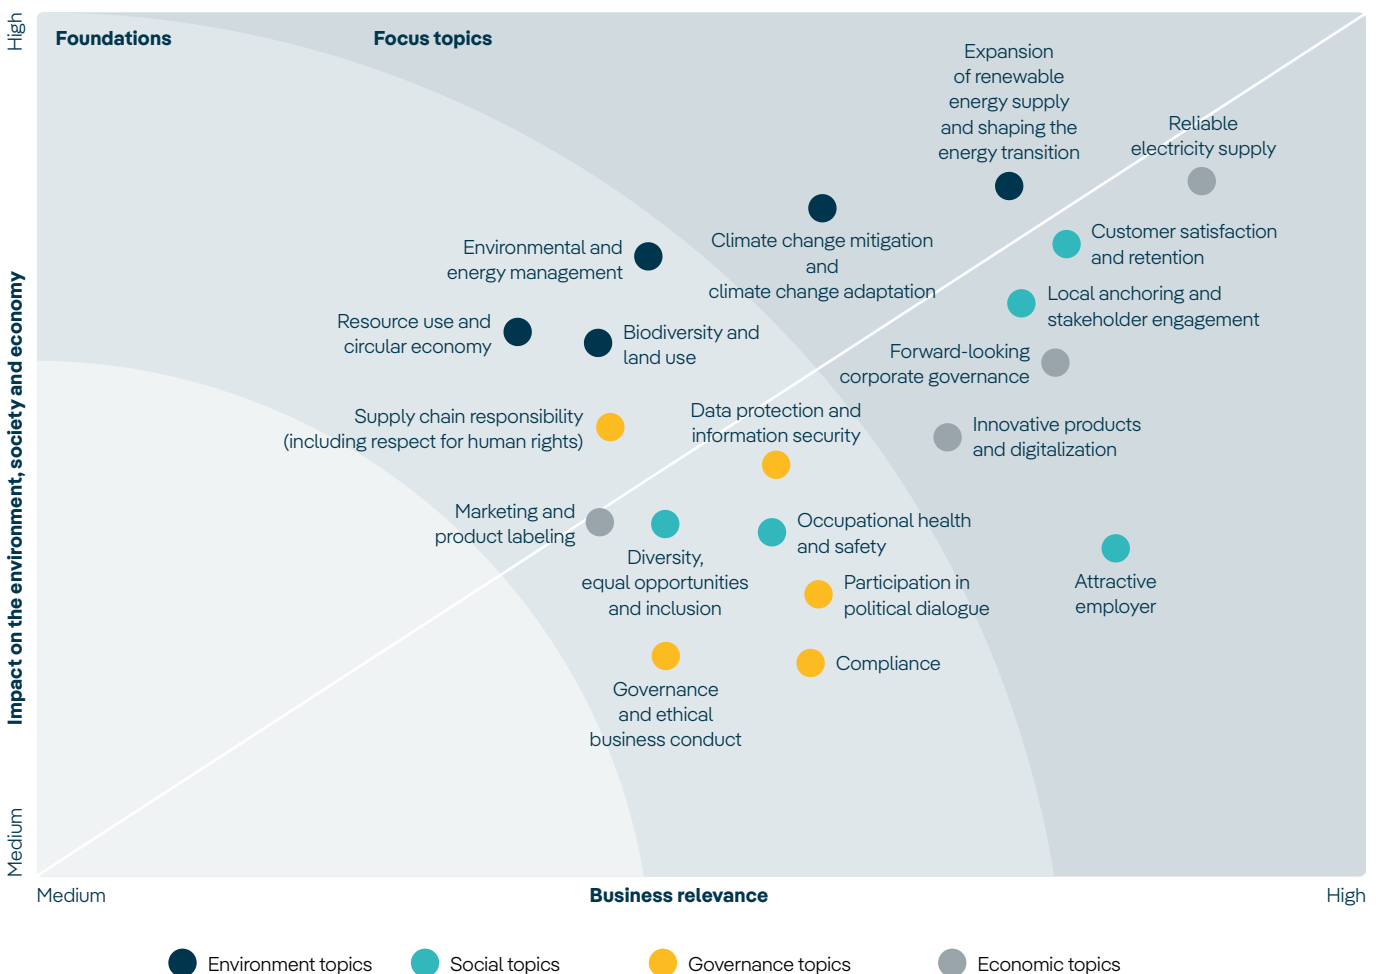 High
Foundations
Focus topics
Expansion
of renewable
energy supply
and shaping the
energy transition
Reliable
electricity supply
Customer satisfaction
and retention
Climate change mitigation
and
climate change adaptation
Environmental and
energy management
Local anchoring and
stakeholder engagement
Resource use and
circular economy
Biodiversity and
land use
Forward-looking
corporate governance
Supply chain responsibility
(including respect for human rights)
Data protection and
information security
Innovative products
and digitalization
Marketing and
product labeling
Diversity,
equal opportunities
and inclusion
Occupational health
and safety
Attractive
employer
Participation in
political dialogue
Compliance
Governance
and ethical
business conduct
Impact on the environment, society and economy
Medium
Medium
Business relevance
High
Environment topics
Social topics
Governance topics
Economic topics